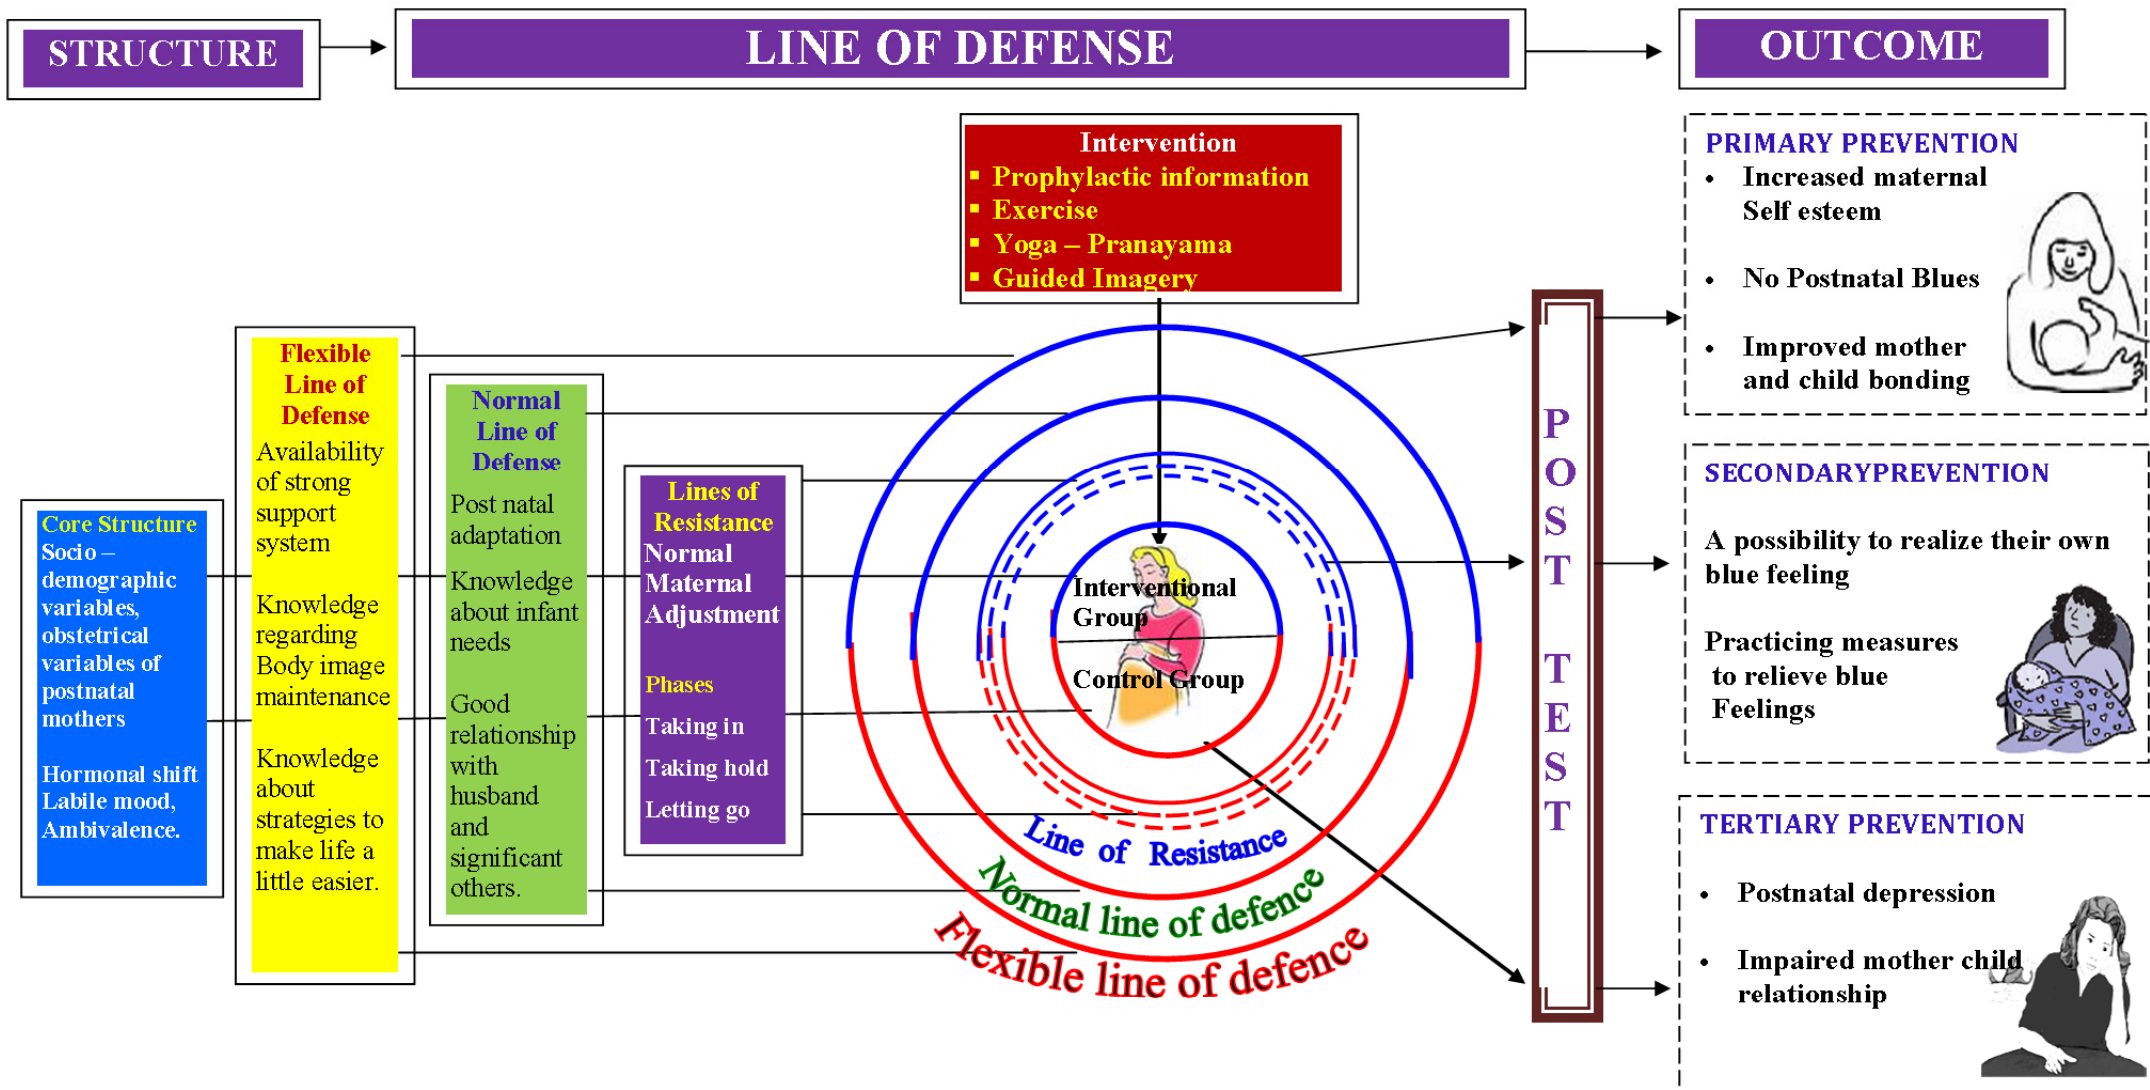 STRUCTURE
LINE OF DEFENSE
OUTCOME
Intervention
▪ Prophylactic information
▪ Exercise
▪ Yoga – Pranayama
▪ Guided Imagery
Core Structure
Socio –
demographic
variables,
obstetrical
variables of
postnatal
mothers
Hormonal shift
Labile mood,
Ambivalence.
Flexible
Line of
Defense
Availability
of strong
support
system
Knowledge
regarding
Body image
maintenance
Knowledge
about
strategies to
make life a
little easier.
Normal
Line of
Defense
Post natal
adaptation
Knowledge
about infant
needs
Good
relationship
with
husband
and
significant
others.
Lines of
Resistance
Normal
Maternal
Adjustment
Phases
Taking in
Taking hold
Letting go
Interventional
Group
Control Group
Line of Resistance
Normal line of defence
Flexible line of defence
POST TEST
PRIMARY PREVENTION
• Increased maternal
Self esteem
• No Postnatal Blues
• Improved mother
and child bonding
SECONDARYPREVENTION
A possibility to realize their own
blue feeling
Practicing measures
to relieve blue
Feelings
TERTIARY PREVENTION
• Postnatal depression
• Impaired mother child
relationship